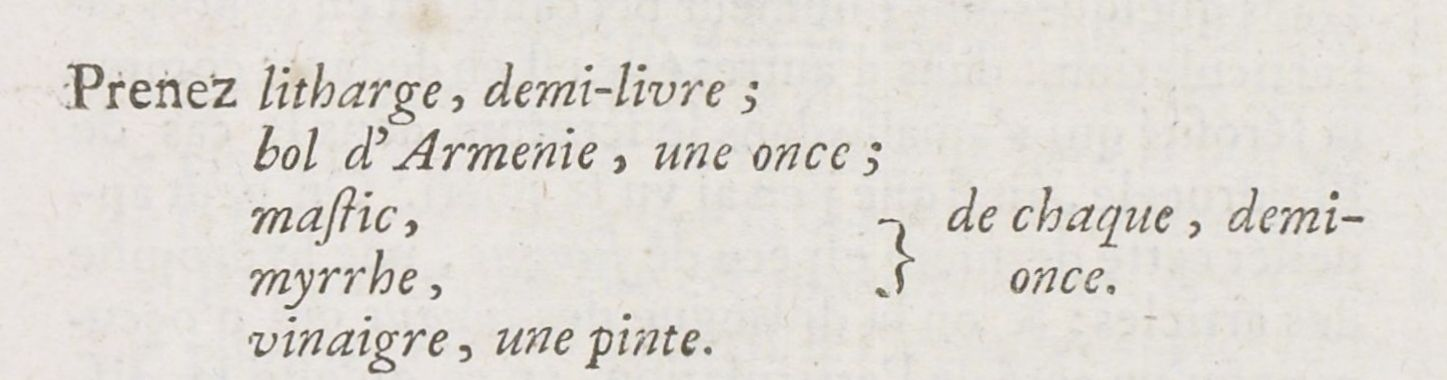 Prenez litharge, demi-livre ;
bol d'Armenie, une once ;
maſtic, } de chaque, demi-
myrrhe, once.
vinaigre, une pinte.